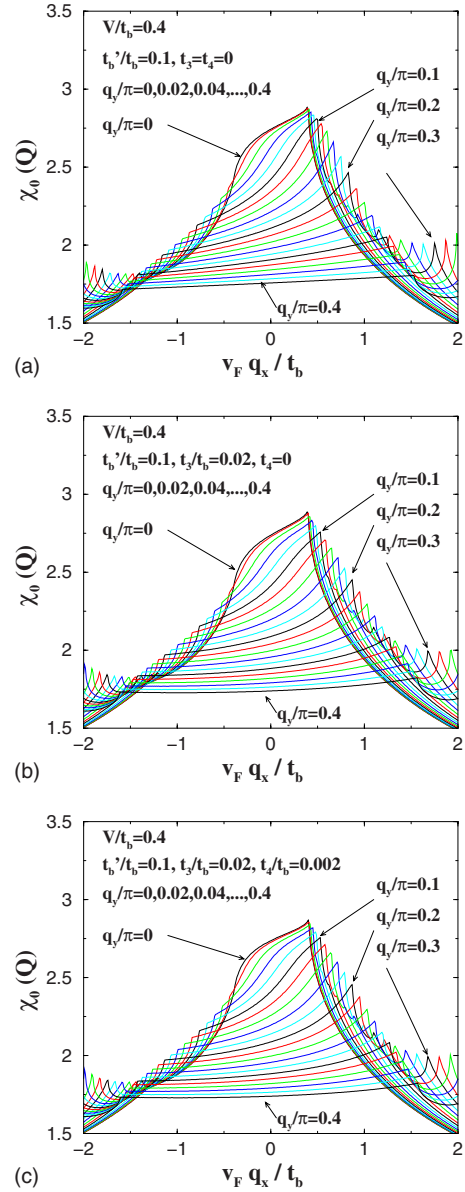 3.5
V/t_b=0.4
t_b'/t_b=0.1, t_3=t_4=0
q_y/π=0,0.02,0.04,...,0.4
q_y/π=0
q_y/π=0.1
q_y/π=0.2
q_y/π=0.3
q_y/π=0.4
3
2.5
2
1.5
χ_0 (Q)
-2 -1 0 1 2
(a)
v_F q_x / t_b
3.5
V/t_b=0.4
t_b'/t_b=0.1, t_3/t_b=0.02, t_4=0
q_y/π=0,0.02,0.04,...,0.4
q_y/π=0
q_y/π=0.1
q_y/π=0.2
q_y/π=0.3
q_y/π=0.4
3
2.5
2
1.5
χ_0 (Q)
-2 -1 0 1 2
(b)
v_F q_x / t_b
3.5
V/t_b=0.4
t_b'/t_b=0.1, t_3/t_b=0.02, t_4/t_b=0.002
q_y/π=0,0.02,0.04,...,0.4
q_y/π=0
q_y/π=0.1
q_y/π=0.2
q_y/π=0.3
q_y/π=0.4
3
2.5
2
1.5
χ_0 (Q)
-2 -1 0 1 2
(c)
v_F q_x / t_b